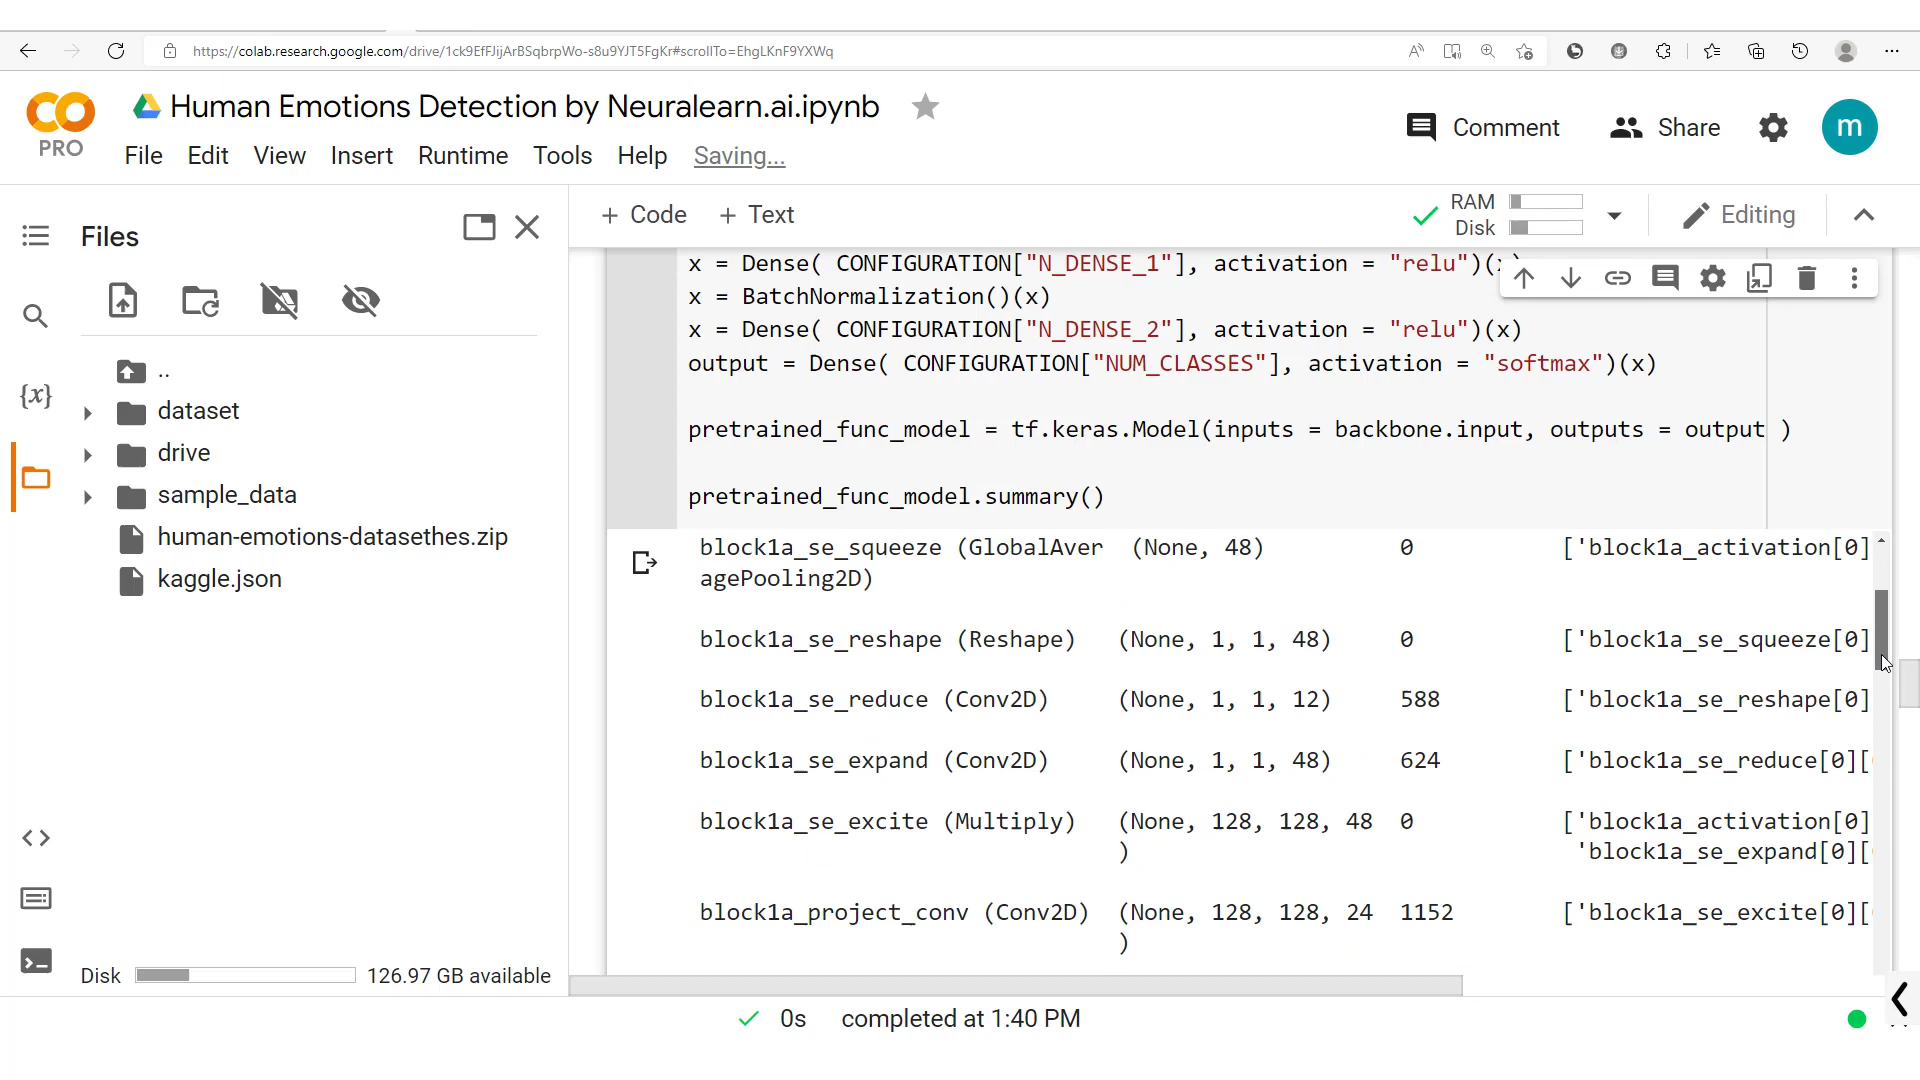 https://colab.research.google.com/drive/1ck9EfFJijArBSqbrpWo-s8u9YJT5FgKr#scrollTo=EhgLKnF9YXWq
PRO
Human Emotions Detection by Neuralearn.ai.ipynb
File Edit View Insert Runtime Tools Help Saving...
Comment Share m
Files
+ Code + Text
RAM
Disk
Editing
..
dataset
drive
sample_data
human-emotions-datasethes.zip
kaggle.json
Disk 126.97 GB available
x = Dense( CONFIGURATION["N_DENSE_1"], activation = "relu")(x)
x = BatchNormalization()(x)
x = Dense( CONFIGURATION["N_DENSE_2"], activation = "relu")(x)
output = Dense( CONFIGURATION["NUM_CLASSES"], activation = "softmax")(x)
pretrained_func_model = tf.keras.Model(inputs = backbone.input, outputs = output )
pretrained_func_model.summary()
block1a_se_squeeze (GlobalAver (None, 48) 0 ['block1a_activation[0]
agePooling2D)
block1a_se_reshape (Reshape) (None, 1, 1, 48) 0 ['block1a_se_squeeze[0]
block1a_se_reduce (Conv2D) (None, 1, 1, 12) 588 ['block1a_se_reshape[0]
block1a_se_expand (Conv2D) (None, 1, 1, 48) 624 ['block1a_se_reduce[0][
block1a_se_excite (Multiply) (None, 128, 128, 48 0 ['block1a_activation[0]
) 'block1a_se_expand[0][
block1a_project_conv (Conv2D) (None, 128, 128, 24 1152 ['block1a_se_excite[0][
)
0s completed at 1:40 PM